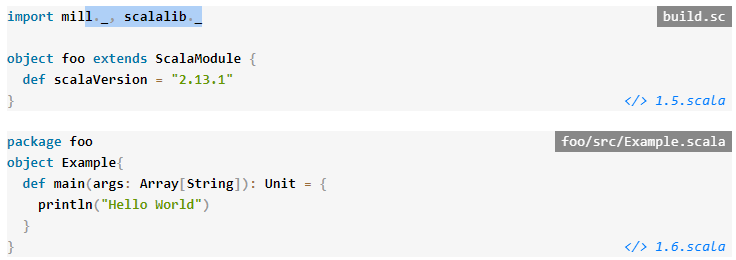 import mill._, scalalib._
build.sc
object foo extends ScalaModule {
  def scalaVersion = "2.13.1"
}
</> 1.5.scala
package foo
foo/src/Example.scala
object Example{
  def main(args: Array[String]): Unit = {
    println("Hello World")
  }
}
</> 1.6.scala